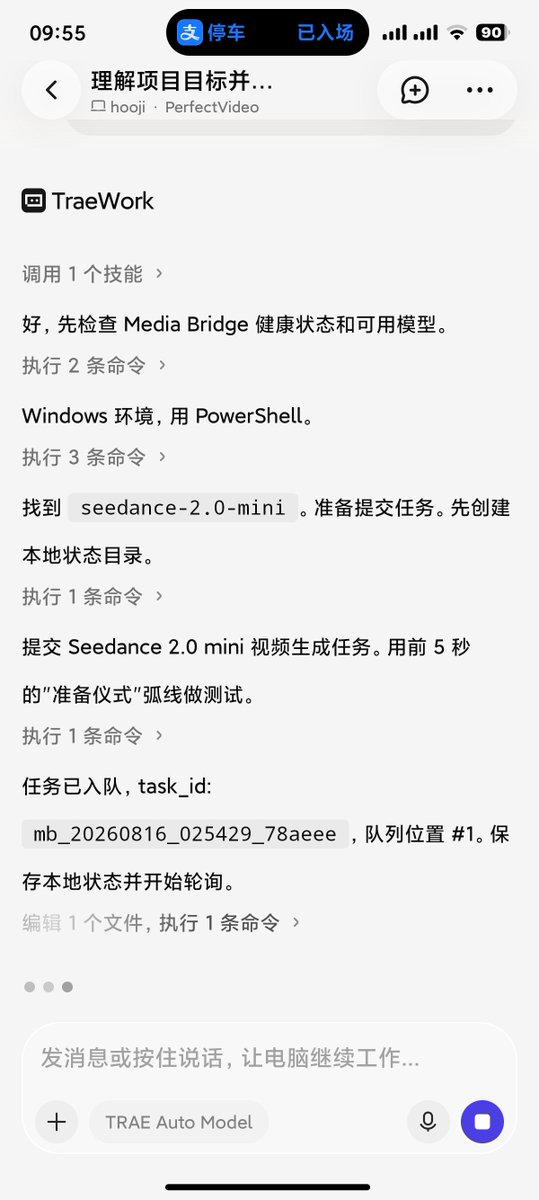 09:55
支 停车 已入场
90
理解项目目标并...
hooji · PerfectVideo
TraeWork
调用 1 个技能 >
好，先检查 Media Bridge 健康状态和可用模型。
执行 2 条命令 >
Windows 环境，用 PowerShell。
执行 3 条命令 >
找到 seedance-2.0-mini 。准备提交任务。先创建
本地状态目录。
执行 1 条命令 >
提交 Seedance 2.0 mini 视频生成任务。用前 5 秒
的"准备仪式"弧线做测试。
执行 1 条命令 >
任务已入队，task_id:
mb_20260816_025429_78aeee ，队列位置 #1。保
存本地状态并开始轮询。
编辑 1 个文件，执行 1 条命令 >
发消息或按住说话，让电脑继续工作...
TRAE Auto Model